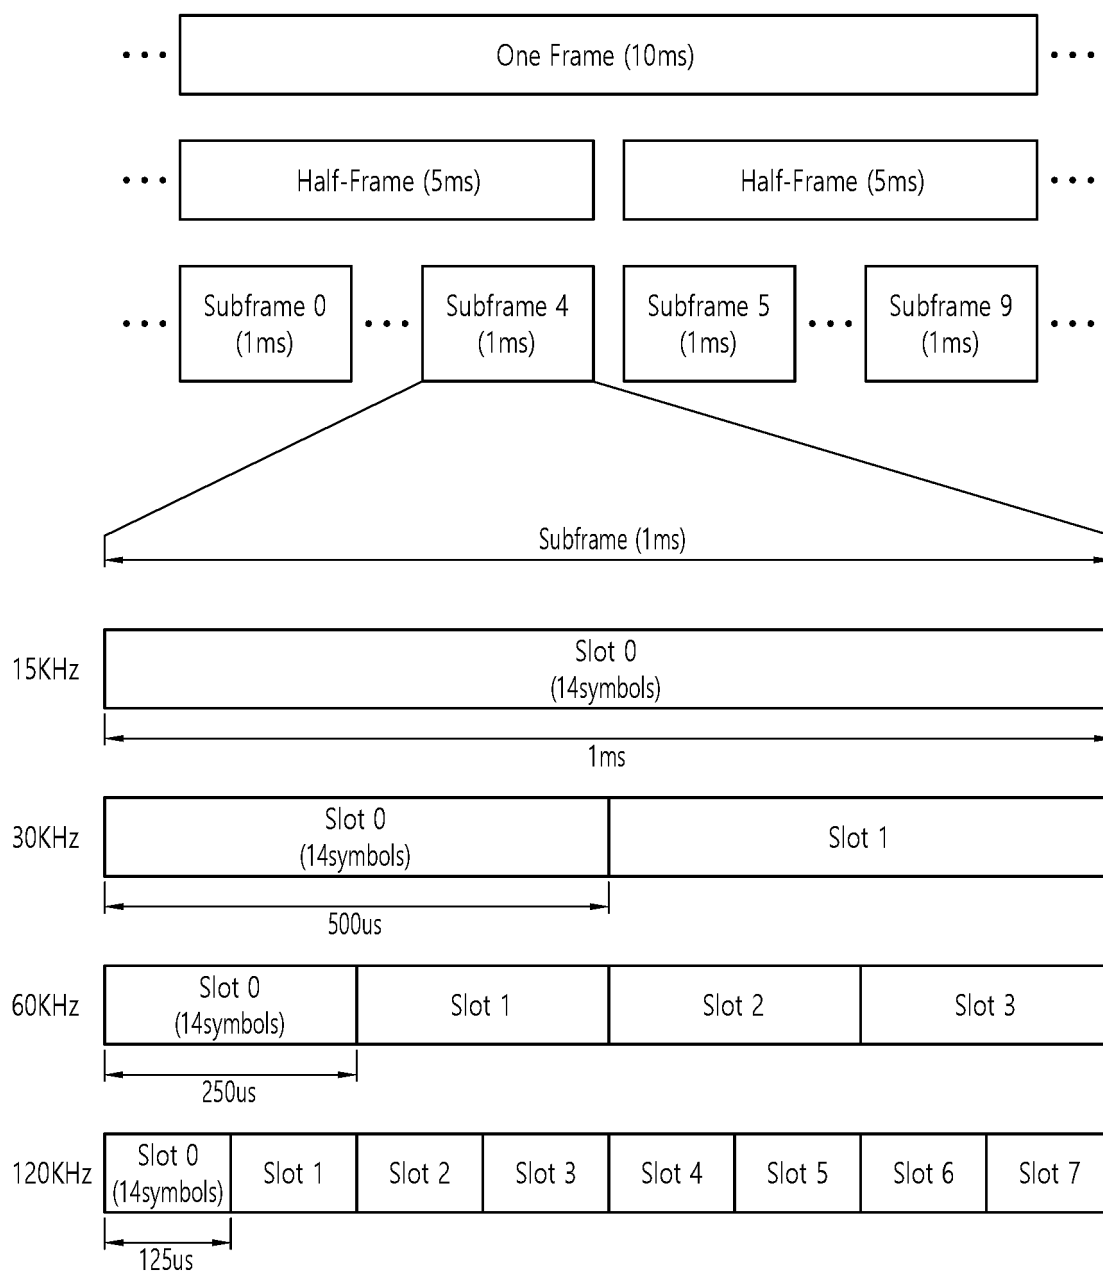 One Frame (10ms)
Half-Frame (5ms)
Half-Frame (5ms)
Subframe 0
(1ms)
Subframe 4
(1ms)
Subframe 5
(1ms)
Subframe 9
(1ms)
Subframe (1ms)
15KHz
Slot 0
(14symbols)
1ms
30KHz
Slot 0
(14symbols)
Slot 1
500us
60KHz
Slot 0
(14symbols)
Slot 1
Slot 2
Slot 3
250us
120KHz
Slot 0
(14symbols)
Slot 1
Slot 2
Slot 3
Slot 4
Slot 5
Slot 6
Slot 7
125us